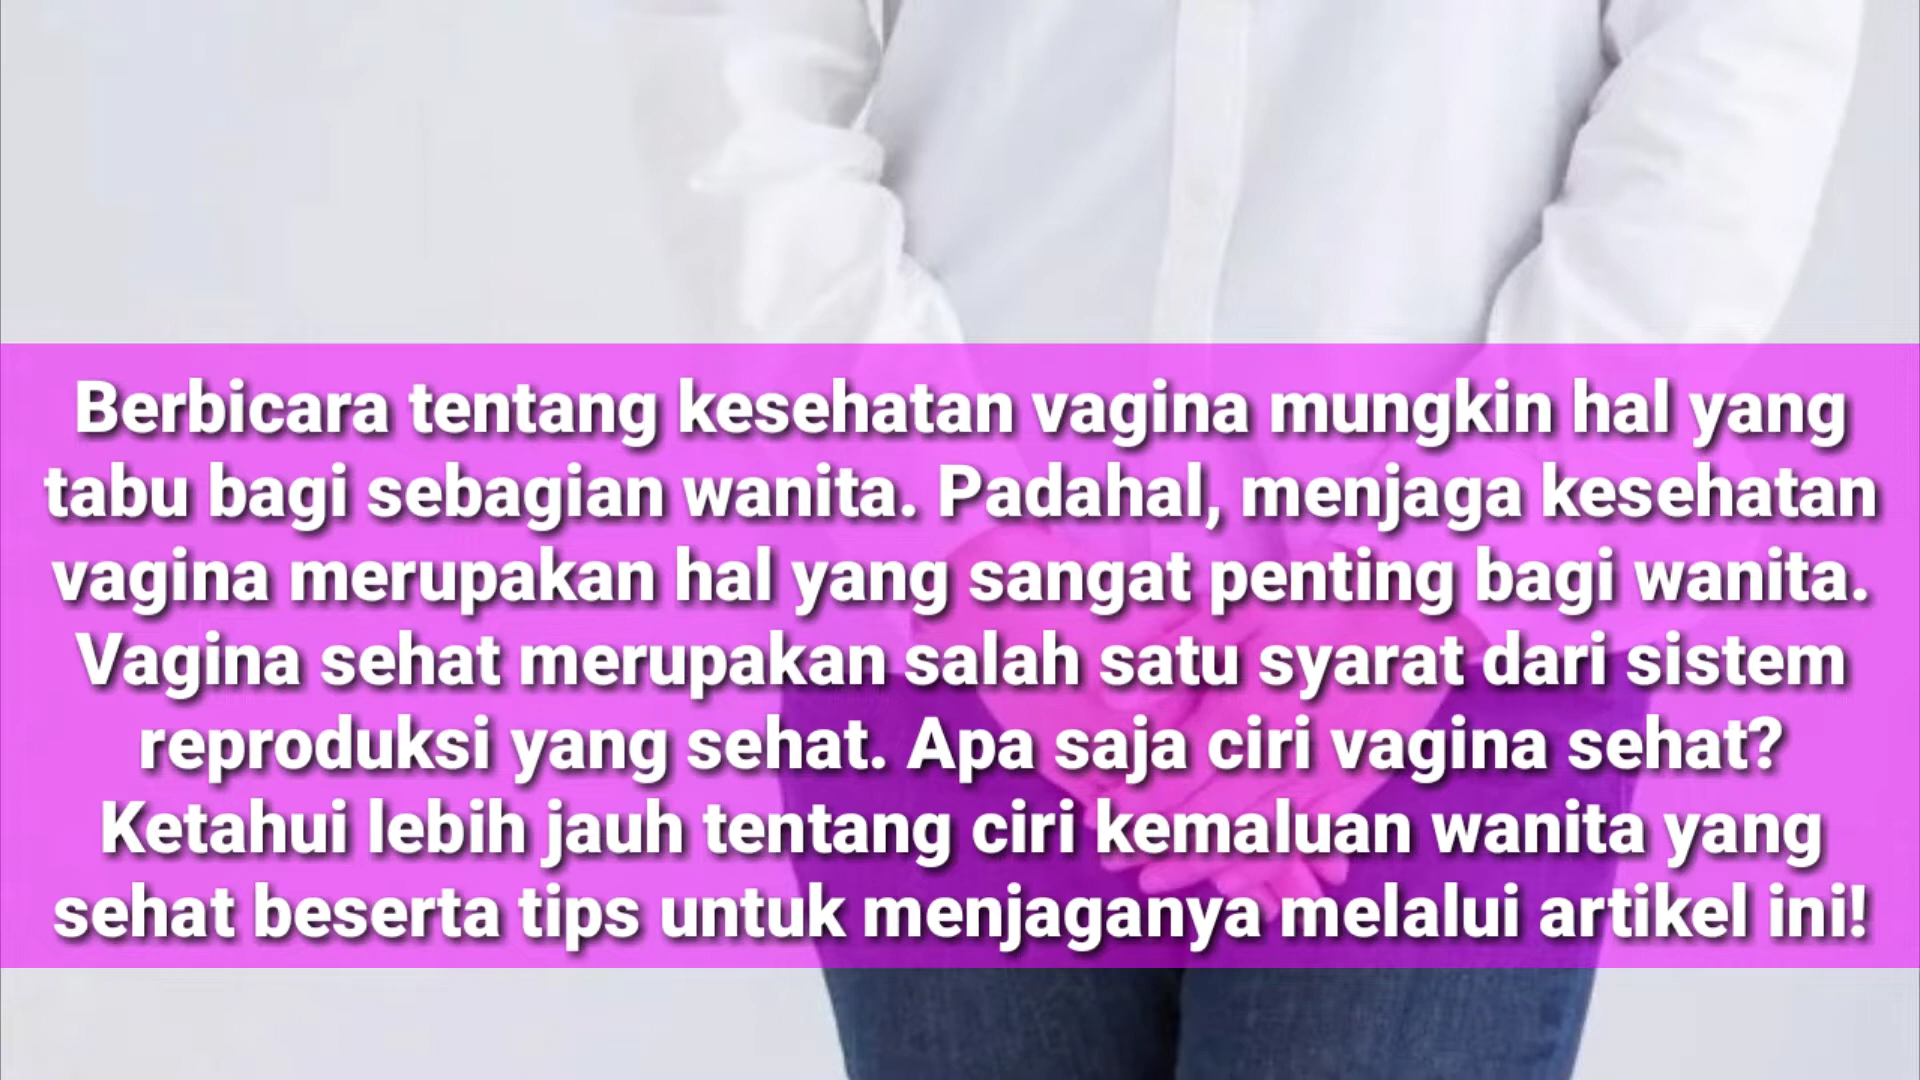 Berbicara tentang kesehatan vagina mungkin hal yang
tabu bagi sebagian wanita. Padahal, menjaga kesehatan
vagina merupakan hal yang sangat penting bagi wanita.
Vagina sehat merupakan salah satu syarat dari sistem
reproduksi yang sehat. Apa saja ciri vagina sehat?
Ketahui lebih jauh tentang ciri kemaluan wanita yang
sehat beserta tips untuk menjaganya melalui artikel ini!